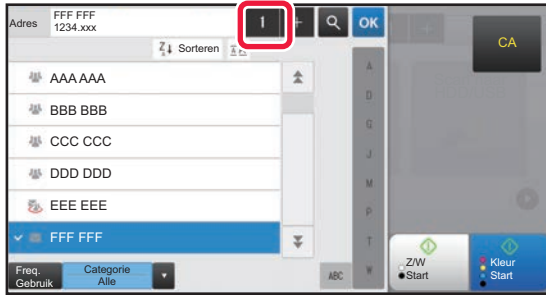 Adres
FFF FFF
1234.xxx
1
+
OK
CA
Z
A
Sorteren
AAA AAA
BBB BBB
CCC CCC
DDD DDD
EEE EEE
FFF FFF
A
D
G
J
M
P
T
W
ABC
Freq.
Gebruik
Categorie
Alle
Z/W
Start
Kleur
Start